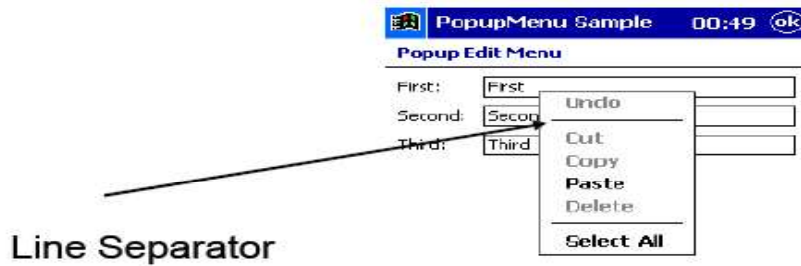 PopupMenu Sample 00:49 ok
Popup Edit Menu
First: First
Second: Secon
Third: Third
Undo
Cut
Copy
Paste
Delete
Select All
Line Separator